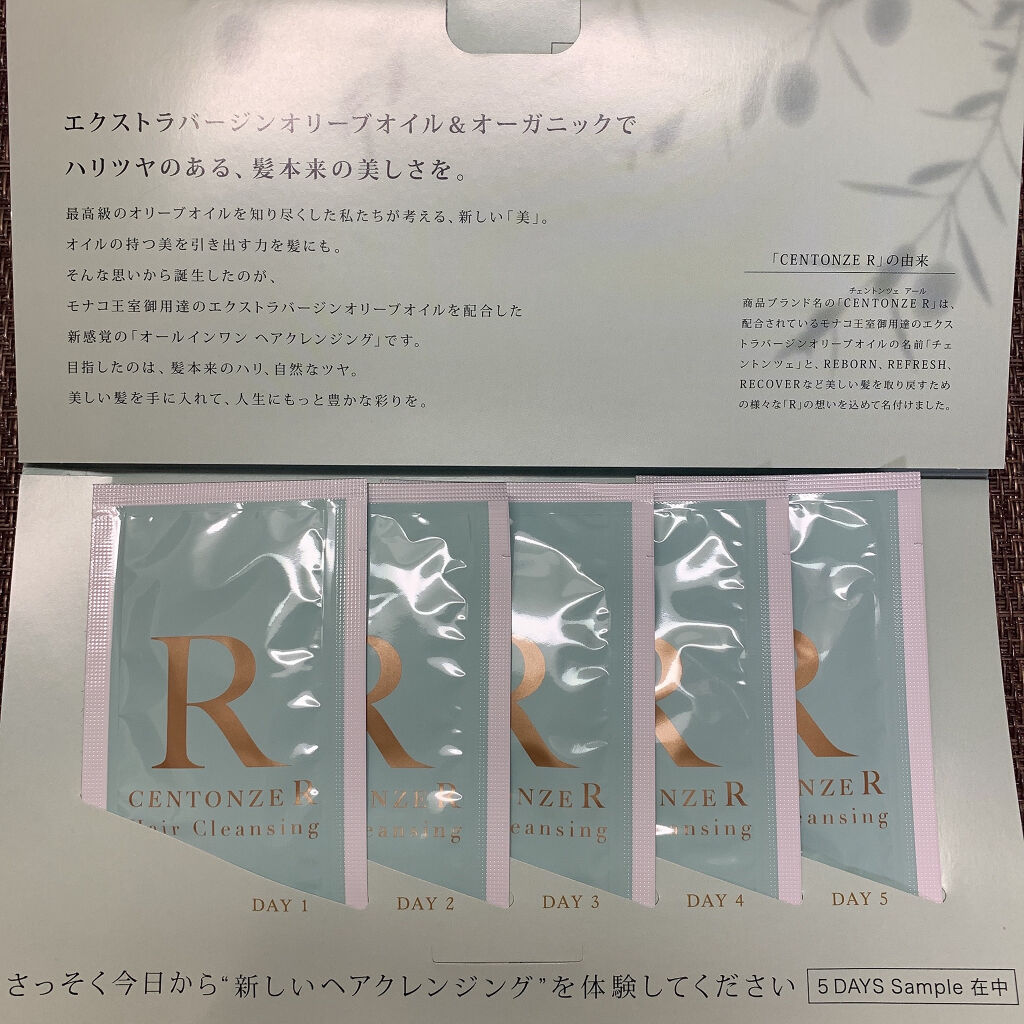 エクストラバージンオリーブオイル&オーガニックで
ハリツヤのある、髪本来の美しさを。
最高級のオリーブオイルを知り尽くした私たちが考える、新しい「美」。
オイルの持つ美を引き出す力を髪にも。
そんな思いから誕生したのが、
モナコ王室御用達のエクストラバージンオリーブオイルを配合した
新感覚の「オールインワン ヘアクレンジング」です。
目指したのは、髪本来のハリ、自然なツヤ。
美しい髪を手に入れて、人生にもっと豊かな彩りを。
「CENTONZE R」の由来
チェントンツェ アール
商品ブランド名の「CENTONZE R」は、
配合されているモナコ王室御用達のエクス
トラバージンオリーブオイルの名前「チェ
ントンツェ」と、REBORN、REFRESH、
RECOVERなど美しい髪を取り戻すため
の様々な「R」の想いを込めて名付けました。
R R R R R
CENTONZE R NZE R NZE R NZE R NZE R
Hair Cleansing eansing eansing ansing eansing
DAY 1 DAY 2 DAY 3 DAY 4 DAY 5
さっそく今日から“新しいヘアクレンジング”を体験してください 5 DAYS Sample 在中